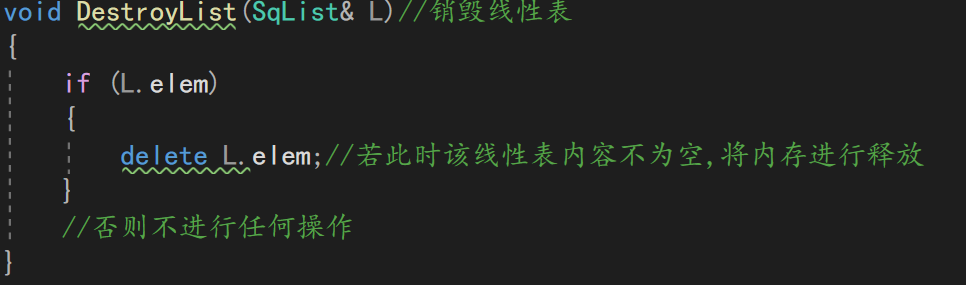 void DestroyList(SqList& L)//销毁线性表
{
if (L.elem)
{
delete L.elem;//若此时该线性表内容不为空,将内存进行释放
}
//否则不进行任何操作
}